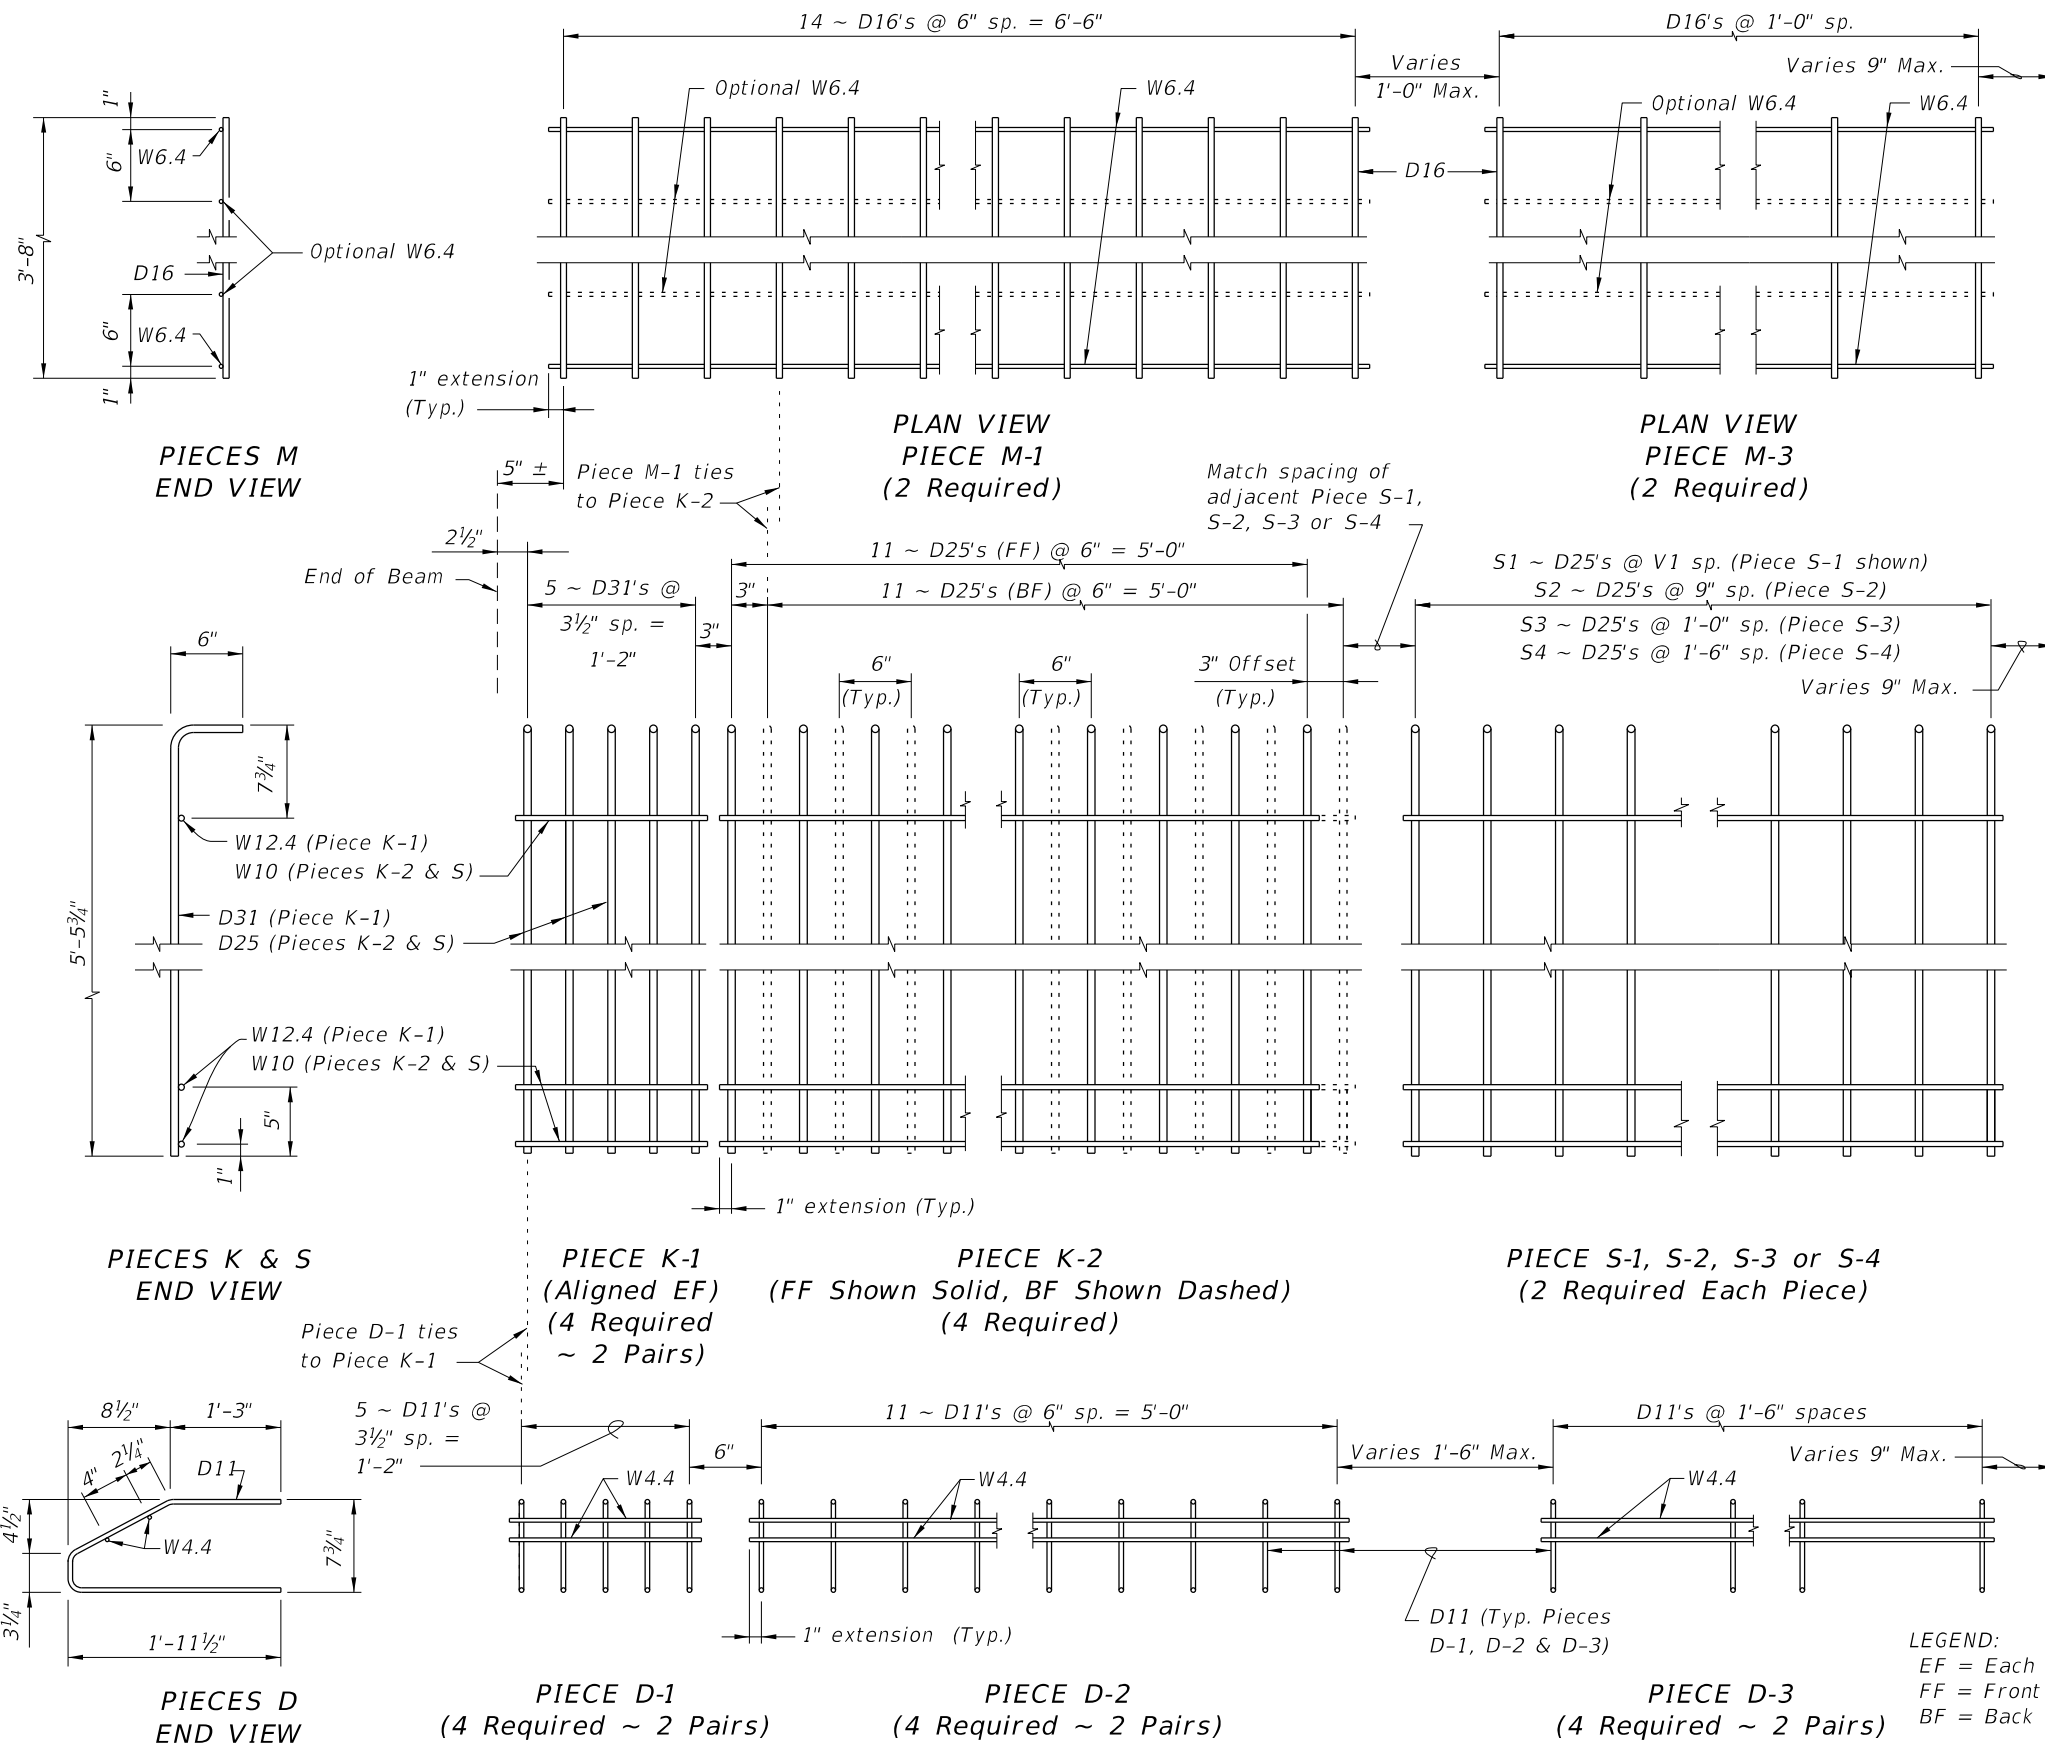 14 ~ D16's @ 6" sp. = 6'-6"
D16's @ 1'-0" sp.
Varies
1'-0" Max.
Varies 9" Max.
Optional W6.4
W6.4
Optional W6.4
W6.4
1"
6"
W6.4
3'-8"
D16
Optional W6.4
D16
6"
W6.4
1"
1" extension
(Typ.)
PIECES M
END VIEW
PLAN VIEW
PIECE M-1
(2 Required)
PLAN VIEW
PIECE M-3
(2 Required)
5" ±
Piece M-1 ties
to Piece K-2
Match spacing of
adjacent Piece S-1,
S-2, S-3 or S-4
2½"
End of Beam
11 ~ D25's (FF) @ 6" = 5'-0"
5 ~ D31's @
3½" sp. =
1'-2"
3"
3"
11 ~ D25's (BF) @ 6" = 5'-0"
S1 ~ D25's @ V1 sp. (Piece S-1 shown)
S2 ~ D25's @ 9" sp. (Piece S-2)
S3 ~ D25's @ 1'-0" sp. (Piece S-3)
S4 ~ D25's @ 1'-6" sp. (Piece S-4)
Varies 9" Max.
6"
(Typ.)
6"
(Typ.)
3" Offset
(Typ.)
6"
7¾"
W12.4 (Piece K-1)
W10 (Pieces K-2 & S)
D31 (Piece K-1)
D25 (Pieces K-2 & S)
5'-5¾"
W12.4 (Piece K-1)
W10 (Pieces K-2 & S)
5"
1"
1" extension (Typ.)
PIECES K & S
END VIEW
PIECE K-1
(Aligned EF)
(4 Required
~ 2 Pairs)
PIECE K-2
(FF Shown Solid, BF Shown Dashed)
(4 Required)
PIECE S-1, S-2, S-3 or S-4
(2 Required Each Piece)
Piece D-1 ties
to Piece K-1
8½"
1'-3"
4"
2¼"
D11
4½"
W4.4
7¾"
3¼"
1'-11½"
5 ~ D11's @
3½" sp. =
1'-2"
6"
11 ~ D11's @ 6" sp. = 5'-0"
Varies 1'-6" Max.
D11's @ 1'-6" spaces
Varies 9" Max.
W4.4
W4.4
W4.4
1" extension (Typ.)
D11 (Typ. Pieces
D-1, D-2 & D-3)
LEGEND:
EF = Each
FF = Front
BF = Back
PIECES D
END VIEW
PIECE D-1
(4 Required ~ 2 Pairs)
PIECE D-2
(4 Required ~ 2 Pairs)
PIECE D-3
(4 Required ~ 2 Pairs)